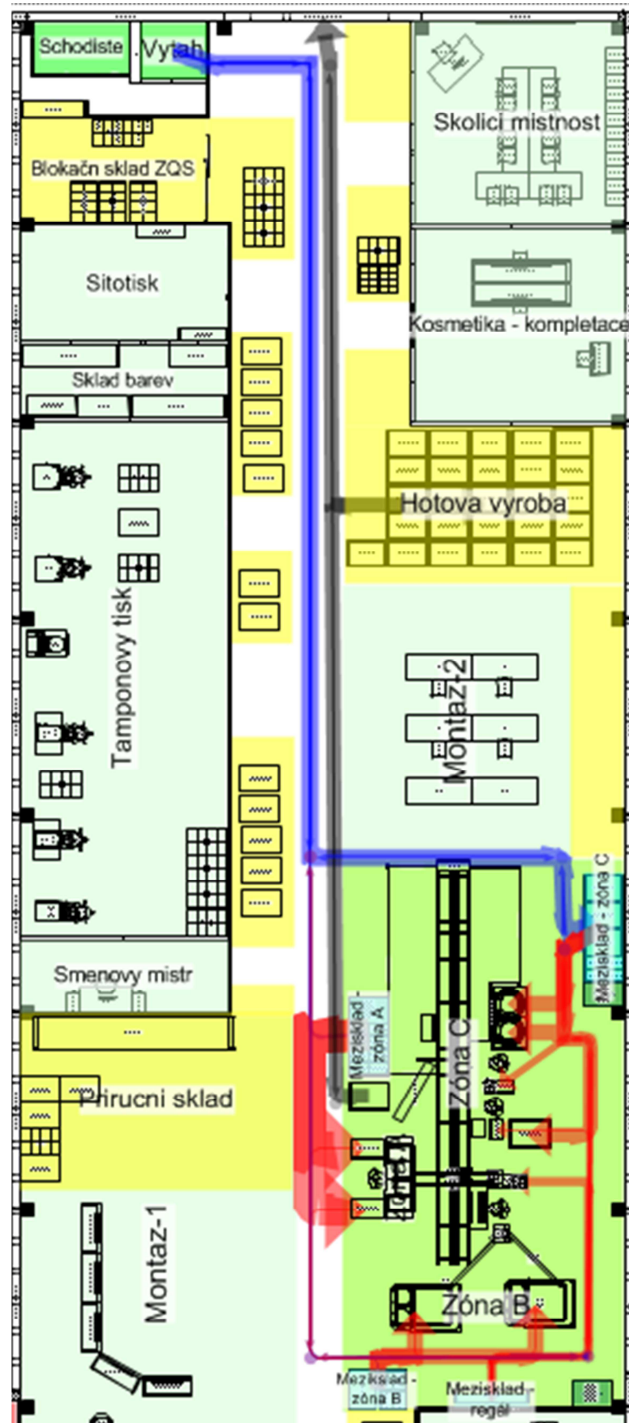 Schodiste
Vytah
Skolici mistnost
Blokačn sklad ZQS
Sitotisk
Kosmetika - kompletace
Sklad barev
Hotova vyroba
Tamponovy tisk
Montaz-2
Mezisklad - zóna C
Smenovy mistr
Mezisklad -
zóna A
Zóna C
Prirucni sklad
Montaz-1
Zóna B
Mezisklad -
zóna B
Mezisklad -
regál